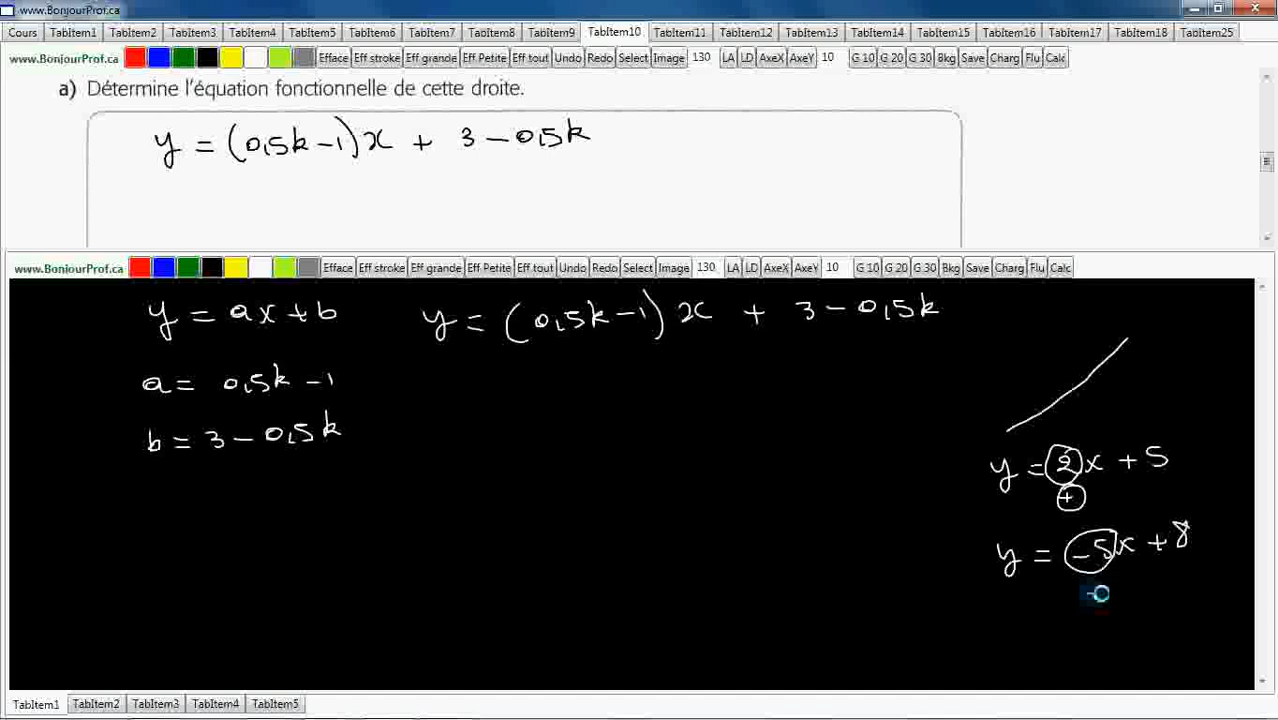 www.BonjourProf.ca
Cours TabItem1 TabItem2 TabItem3 TabItem4 TabItem5 TabItem6 TabItem7 TabItem8 TabItem9 TabItem10 TabItem11 TabItem12 TabItem13 TabItem14 TabItem15 TabItem16 TabItem17 TabItem18 TabItem25
www.BonjourProf.ca Efface Eff stroke Eff grande Eff Petite Eff tout Undo Redo Select Image 130 LA LD AxeX AxeY 10 G 10 G 20 G 30 Bkg Save Charg Flu Calc
a) Détermine l'équation fonctionnelle de cette droite.
y = (0,5k-1)x + 3-0,5k
www.BonjourProf.ca Efface Eff stroke Eff grande Eff Petite Eff tout Undo Redo Select Image 130 LA LD AxeX AxeY 10 G 10 G 20 G 30 Bkg Save Charg Flu Calc
y = ax+b y = (0,5k-1)x + 3-0,5k
a = 0,5k-1
b = 3-0,5k
y = 2x + 5
+
y = -5x + 8
-
TabItem1 TabItem2 TabItem3 TabItem4 TabItem5